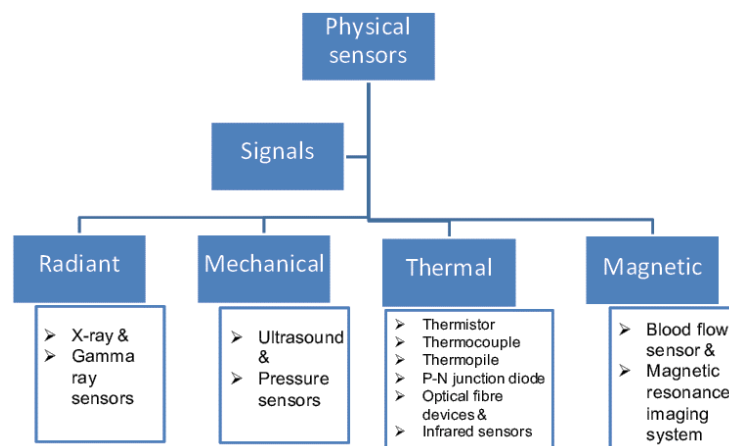 Physical
sensors
Signals
Radiant
➢ X-ray &
➢ Gamma
ray
sensors
Mechanical
➢ Ultrasound
&
➢ Pressure
sensors
Thermal
➢ Thermistor
➢ Thermocouple
➢ Thermopile
➢ P-N junction diode
➢ Optical fibre
devices &
➢ Infrared sensors
Magnetic
➢ Blood flow
sensor &
➢ Magnetic
resonance
imaging
system